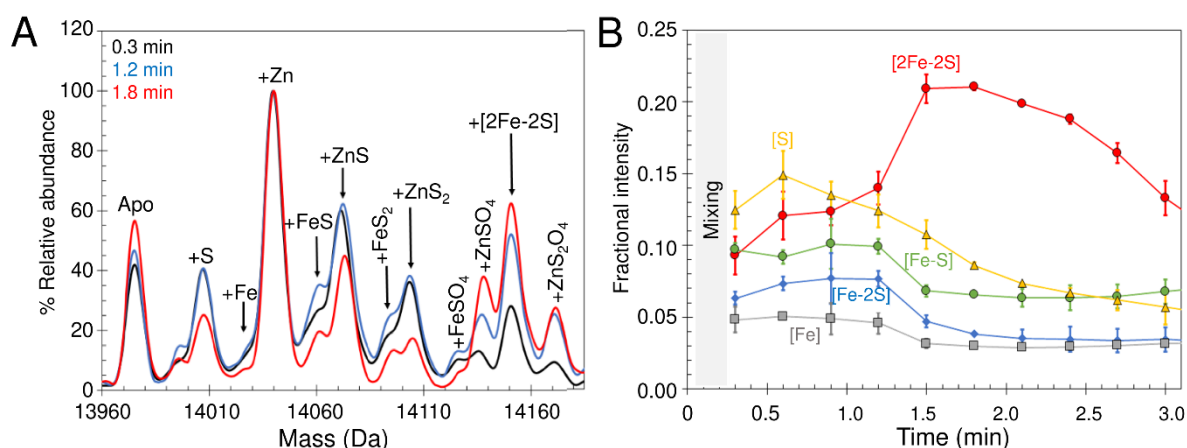 A
120
100
80
60
40
20
0
% Relative abundance
13960
14010
14060
14110
14160
Mass (Da)
0.3 min
1.2 min
1.8 min
Apo
+S
+Fe
+Zn
+FeS
+ZnS
+FeS₂
+ZnS₂
+FeSO₄
+ZnSO₄
+[2Fe-2S]
+ZnS₂O₄
B
0.25
0.20
0.15
0.10
0.05
0.00
Fractional intensity
0
0.5
1.0
1.5
2.0
2.5
3.0
Time (min)
Mixing
[2Fe-2S]
[S]
[Fe-S]
[Fe-2S]
[Fe]